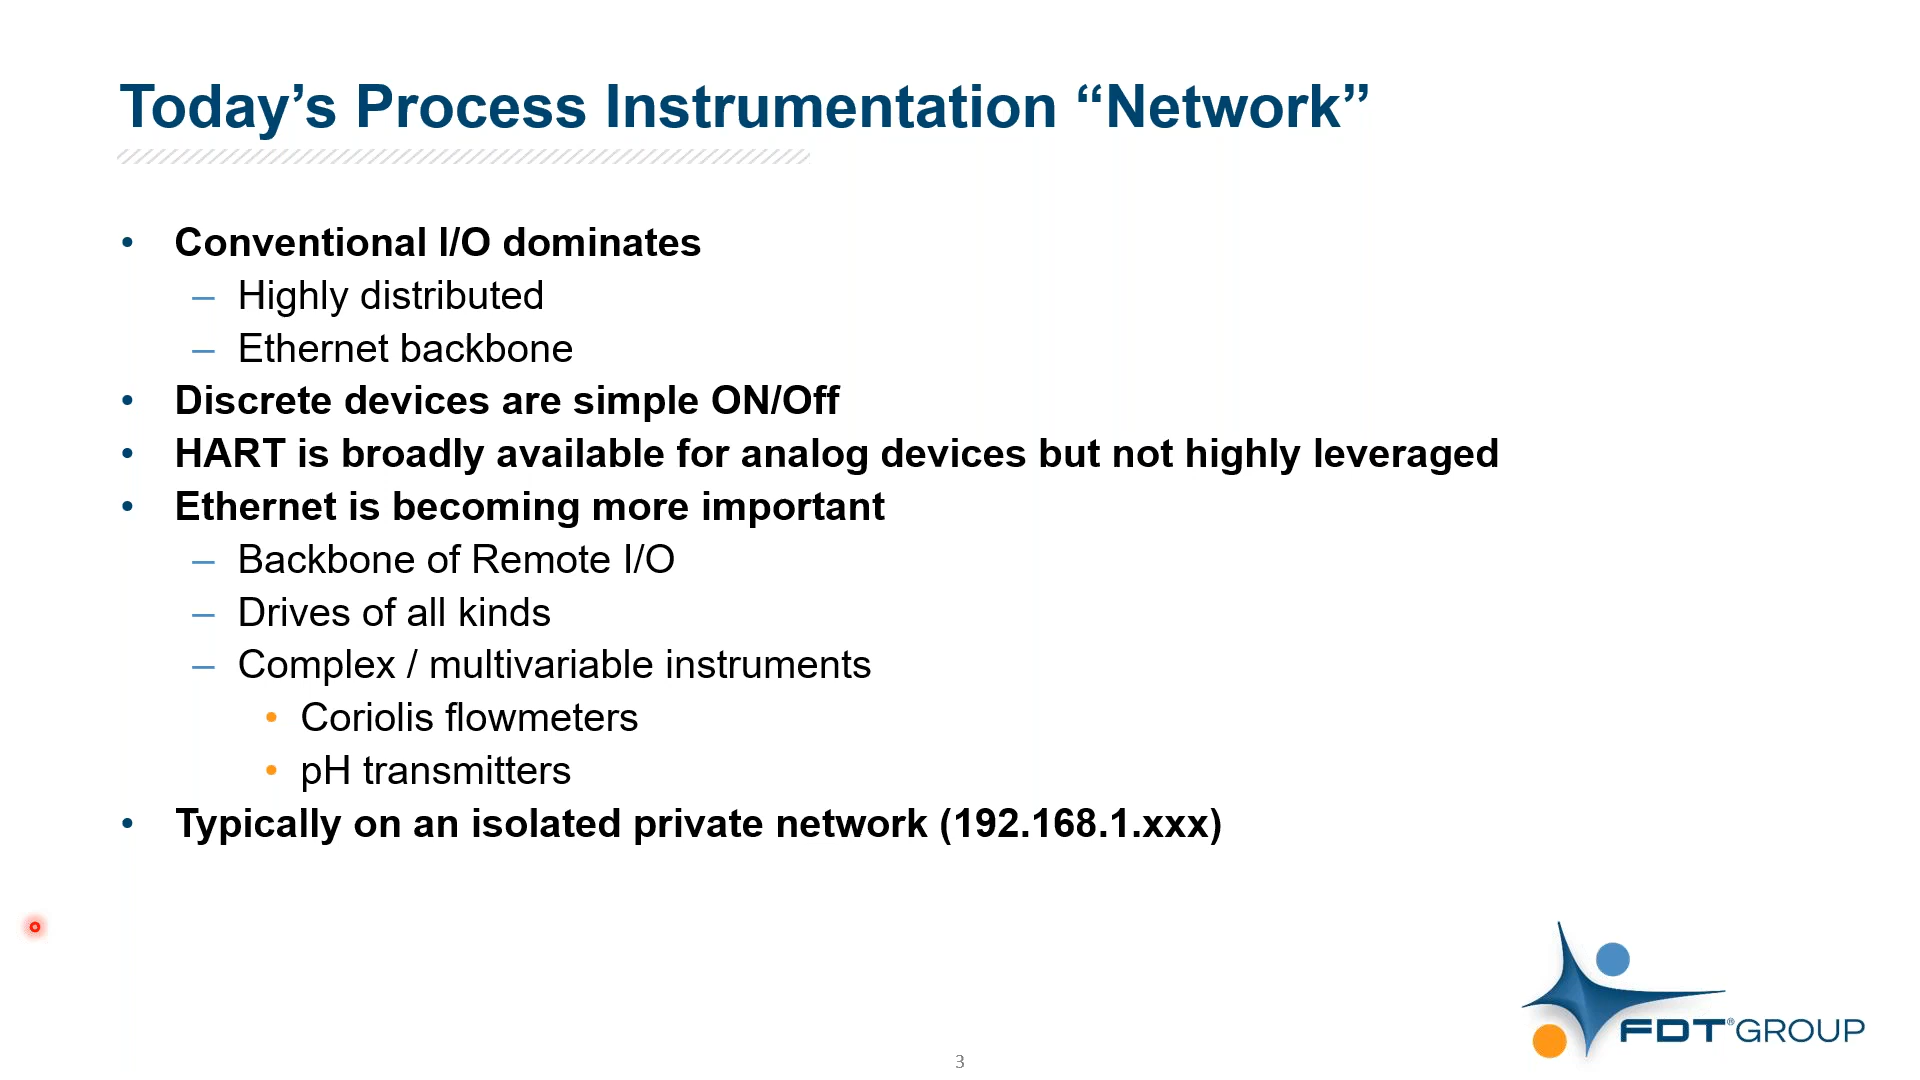 Today’s Process Instrumentation “Network”
• Conventional I/O dominates
– Highly distributed
– Ethernet backbone
• Discrete devices are simple ON/Off
• HART is broadly available for analog devices but not highly leveraged
• Ethernet is becoming more important
– Backbone of Remote I/O
– Drives of all kinds
– Complex / multivariable instruments
• Coriolis flowmeters
• pH transmitters
• Typically on an isolated private network (192.168.1.xxx)
FDT®GROUP
3